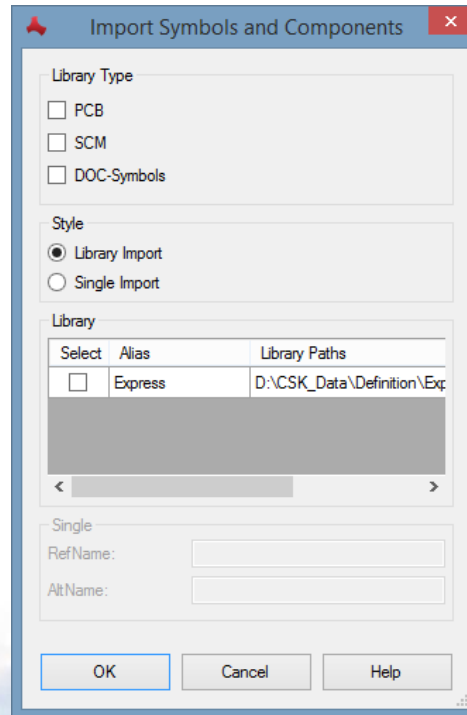 Import Symbols and Components
Library Type
PCB
SCM
DOC-Symbols
Style
Library Import
Single Import
Library
Select Alias Library Paths
Express D:\CSK_Data\Definition\Exp
Single
RefName:
AltName:
OK Cancel Help